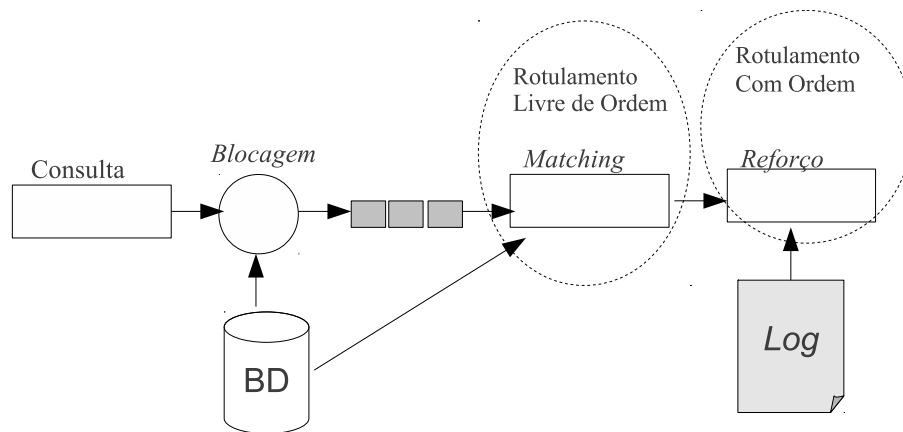 Rotulamento
Livre de Ordem
Rotulamento
Com Ordem
Consulta
Blocagem
Matching
Reforço
BD
Log